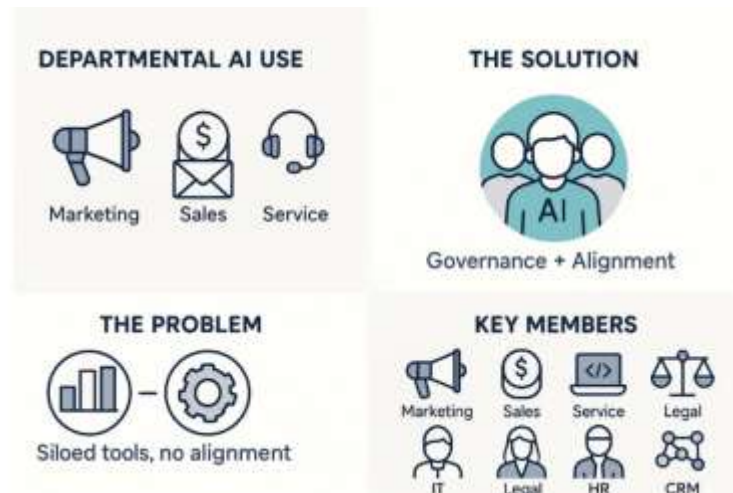 DEPARTMENTAL AI USE
$
Marketing Sales Service
THE SOLUTION
AI
Governance + Alignment
THE PROBLEM
Siloed tools, no alignment
KEY MEMBERS
$ </>
Marketing Sales Service Legal
IT Legal HR CRM